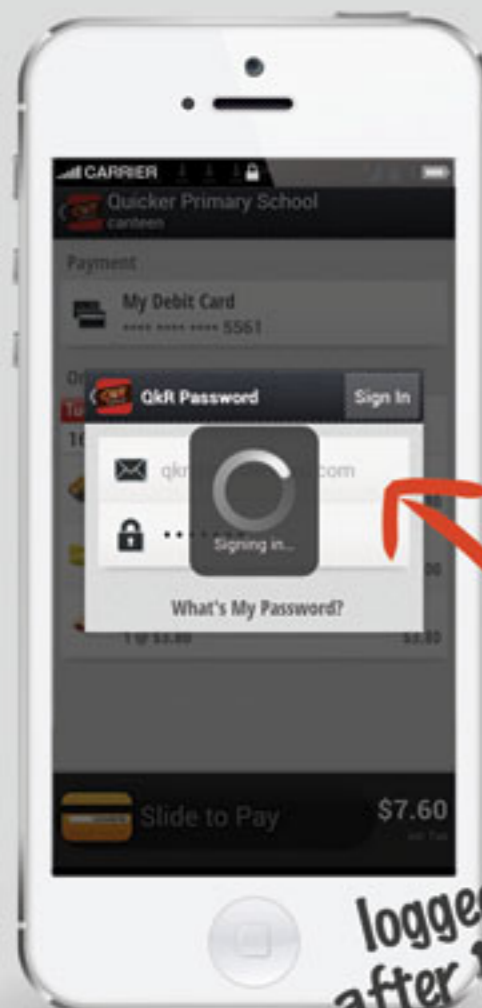 CARRIER
Quicker Primary School
canteen
Payment
My Debit Card
•••• •••• •••• 5561
QkR Password
Sign In
Signing in...
What's My Password?
1 @ $3.80
$3.80
Slide to Pay
$7.60
logged
after